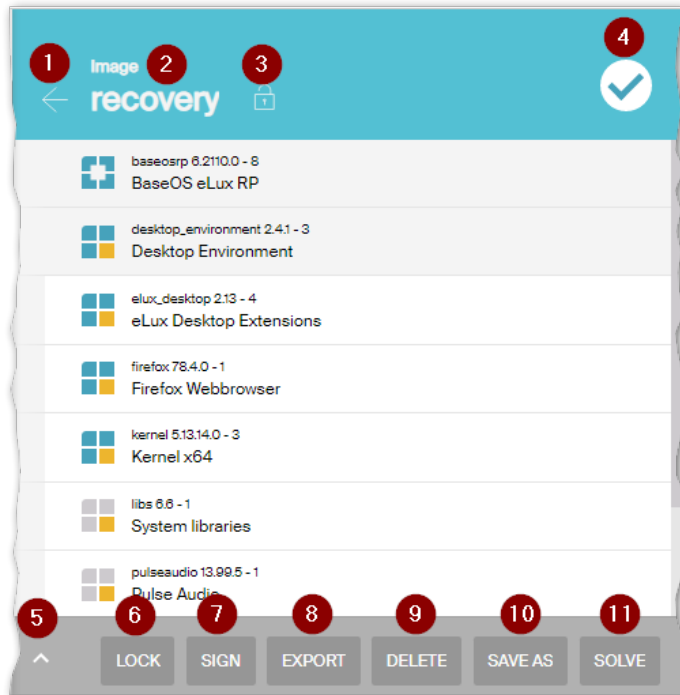 1 2 3 4
Image
recovery
baseosrp 6.2110.0 - 8
BaseOS eLux RP
desktop_environment 2.4.1 - 3
Desktop Environment
elux_desktop 2.13 - 4
eLux Desktop Extensions
firefox 78.4.0 - 1
Firefox Webbrowser
kernel 5.13.14.0 - 3
Kernel x64
libs 6.6 - 1
System libraries
pulseaudio 13.99.5 - 1
Pulse Audio
5 6 7 8 9 10 11
LOCK SIGN EXPORT DELETE SAVE AS SOLVE